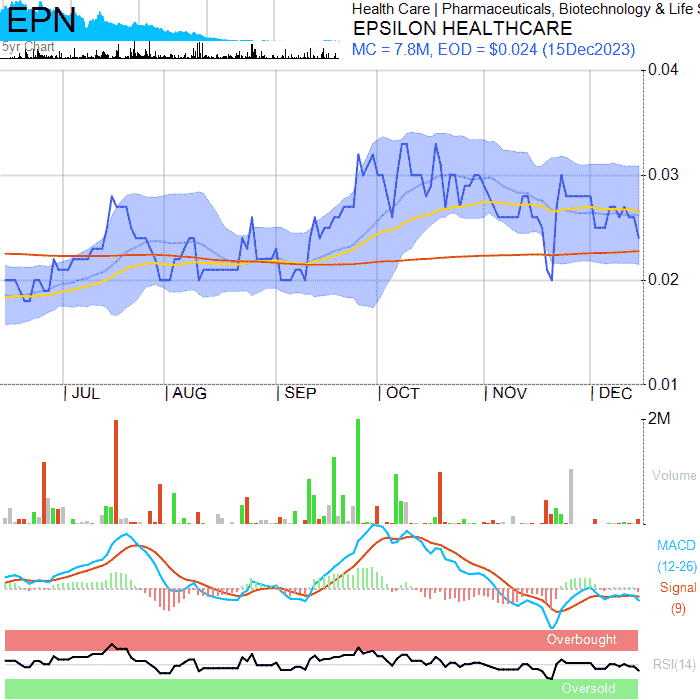 EPN
5yr Chart
Health Care | Pharmaceuticals, Biotechnology & Life S
EPSILON HEALTHCARE
MC = 7.8M, EOD = $0.024 (15Dec2023)
0.04
0.03
0.02
0.01
JUL AUG SEP OCT NOV DEC
2M
Volume
MACD
(12-26)
Signal
(9)
Overbought
RSI(14)
Oversold